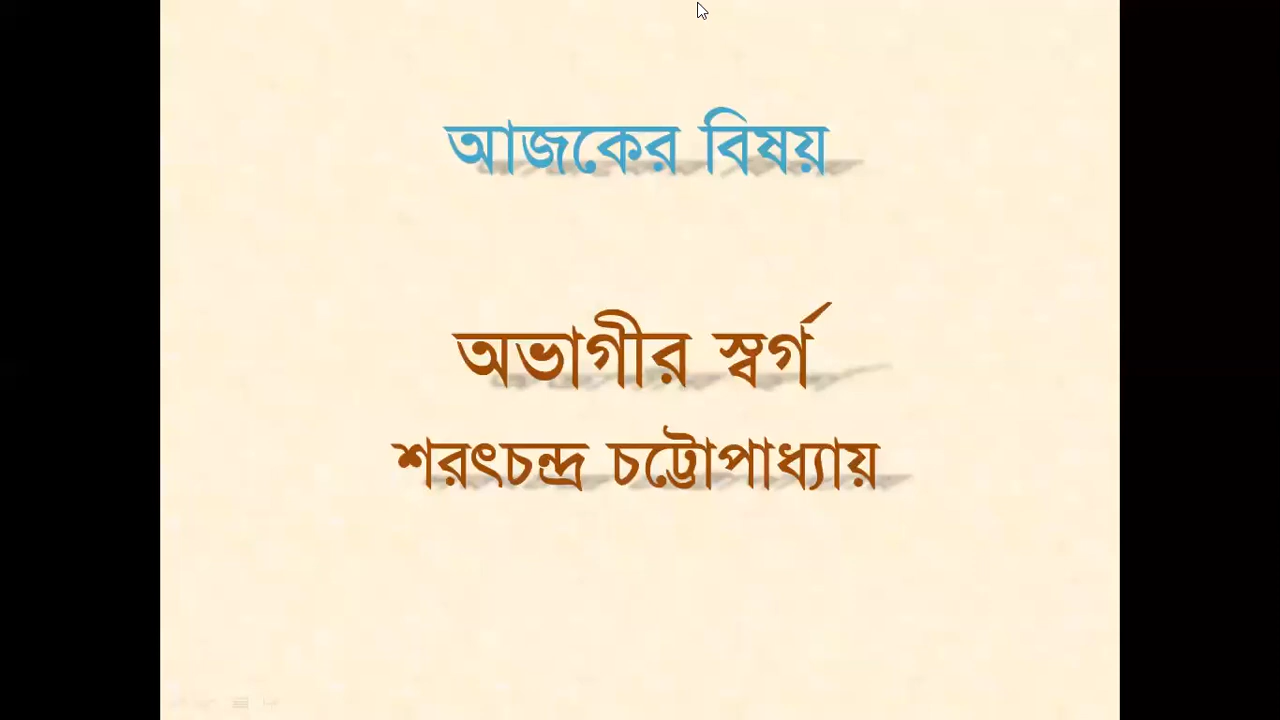 আজকের বিষয়
অভাগীর স্বর্গ
শরৎচন্দ্র চট্টোপাধ্যায়